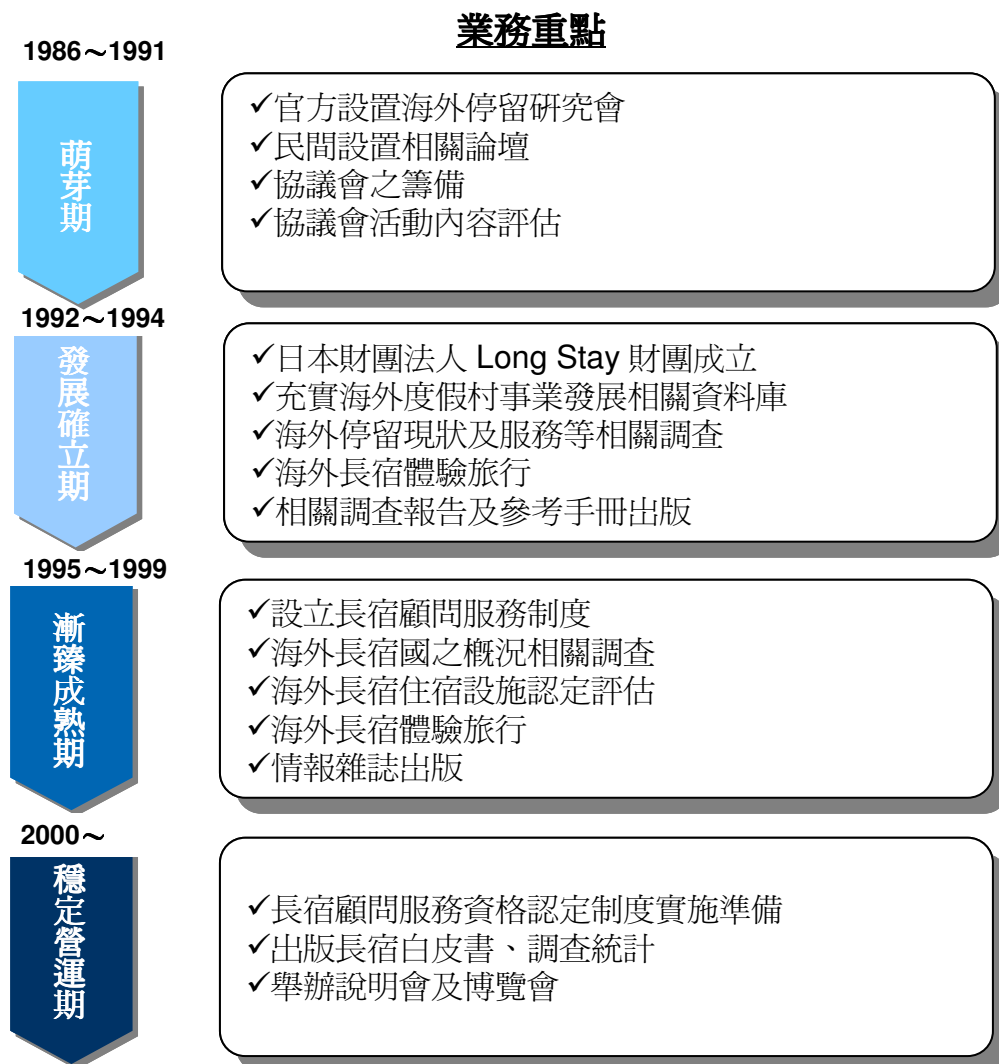 業務重點
1986～1991
萌芽期
✓官方設置海外停留研究會
✓民間設置相關論壇
✓協議會之籌備
✓協議會活動內容評估
1992～1994
發展確立期
✓日本財團法人 Long Stay 財團成立
✓充實海外度假村事業發展相關資料庫
✓海外停留現狀及服務等相關調查
✓海外長宿體驗旅行
✓相關調查報告及參考手冊出版
1995～1999
漸臻成熟期
✓設立長宿顧問服務制度
✓海外長宿國之概況相關調查
✓海外長宿住宿設施認定評估
✓海外長宿體驗旅行
✓情報雜誌出版
2000～
穩定營運期
✓長宿顧問服務資格認定制度實施準備
✓出版長宿白皮書、調查統計
✓舉辦說明會及博覽會